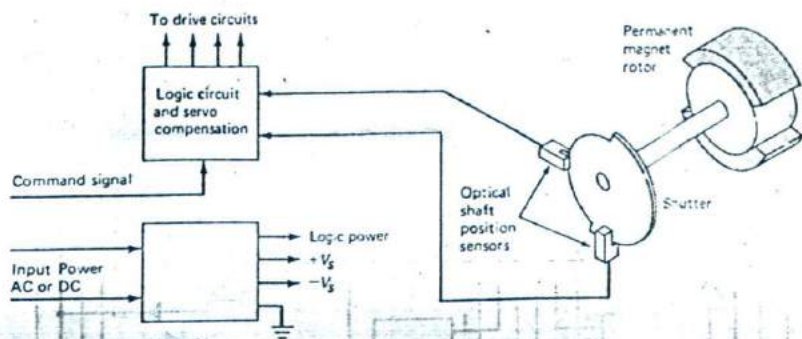 To drive circuits
Permanent
magnet
rotor
Logic circuit
and servo
compensation
Command signal
Optical
shaft
position
sensors
Shutter
Logic power
+Vs
Input Power
AC or DC
−Vs